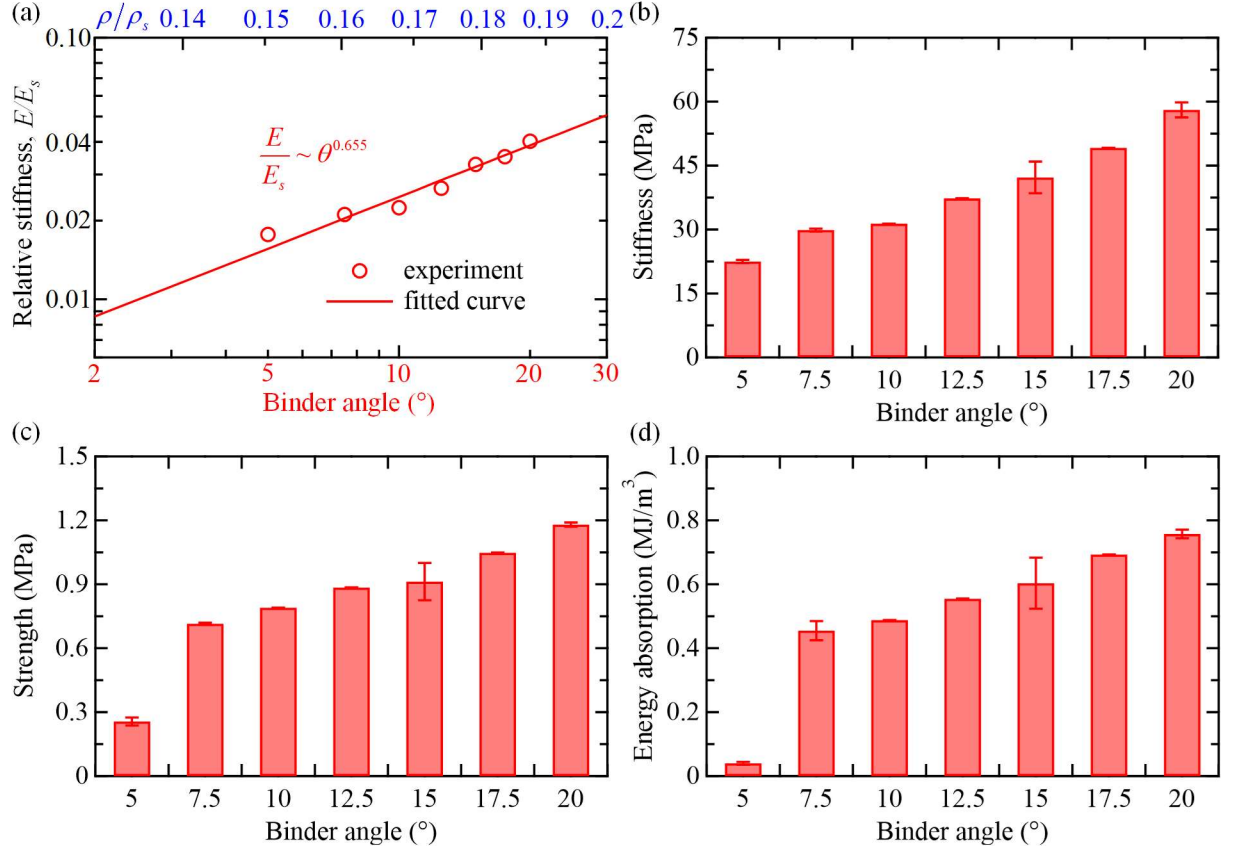 (a)
ρ/ρs 0.14 0.15 0.16 0.17 0.18 0.19 0.2
0.10
0.04
0.02
0.01
Relative stiffness, E/Es
E/Es ~ θ^0.655
experiment
fitted curve
2 5 10 20 30
Binder angle (°)
(b)
75
60
45
30
15
0
Stiffness (MPa)
5 7.5 10 12.5 15 17.5 20
Binder angle (°)
(c)
1.5
1.2
0.9
0.6
0.3
0
Strength (MPa)
5 7.5 10 12.5 15 17.5 20
Binder angle (°)
(d)
1.0
0.8
0.6
0.4
0.2
0
Energy absorption (MJ/m³)
5 7.5 10 12.5 15 17.5 20
Binder angle (°)